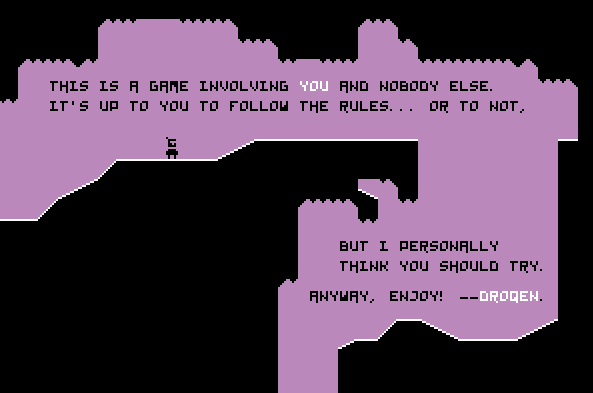 THIS IS A GAME INVOLVING YOU AND NOBODY ELSE.
IT'S UP TO YOU TO FOLLOW THE RULES... OR TO NOT,
BUT I PERSONALLY
THINK YOU SHOULD TRY.
ANYWAY, ENJOY! --DROQEN.